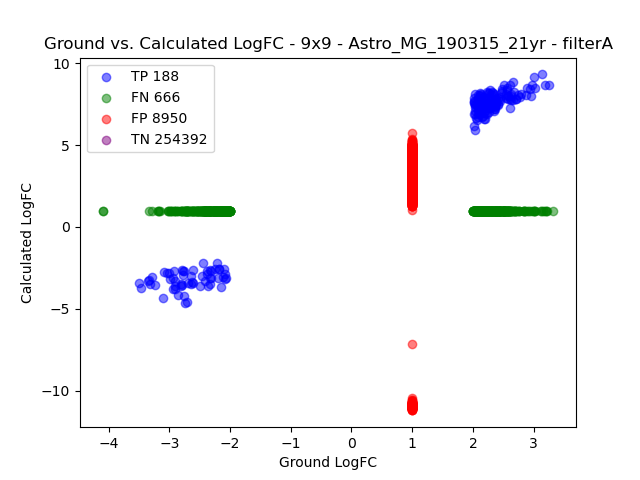 Ground vs. Calculated LogFC - 9x9 - Astro_MG_190315_21yr - filterA
TP 188
FN 666
FP 8950
TN 254392
10
5
0
−5
−10
Calculated LogFC
−4 −3 −2 −1 0 1 2 3
Ground LogFC